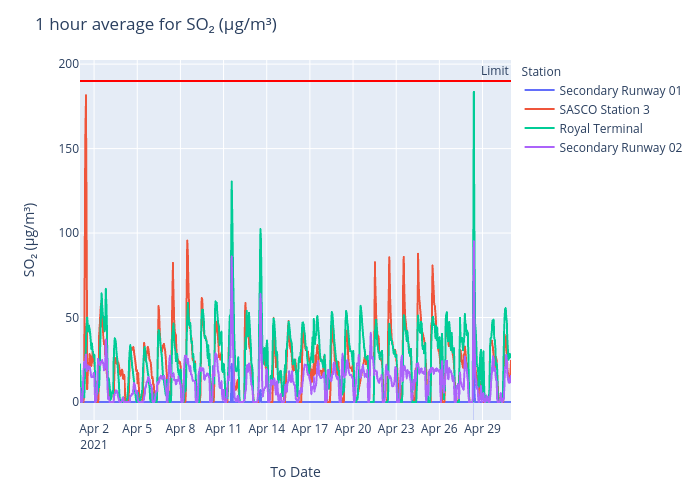 1 hour average for SO₂ (µg/m³)
200
150
100
50
0
SO₂ (µg/m³)
Limit
Station
Secondary Runway 01
SASCO Station 3
Royal Terminal
Secondary Runway 02
Apr 2
2021
Apr 5
Apr 8
Apr 11
Apr 14
Apr 17
Apr 20
Apr 23
Apr 26
Apr 29
To Date